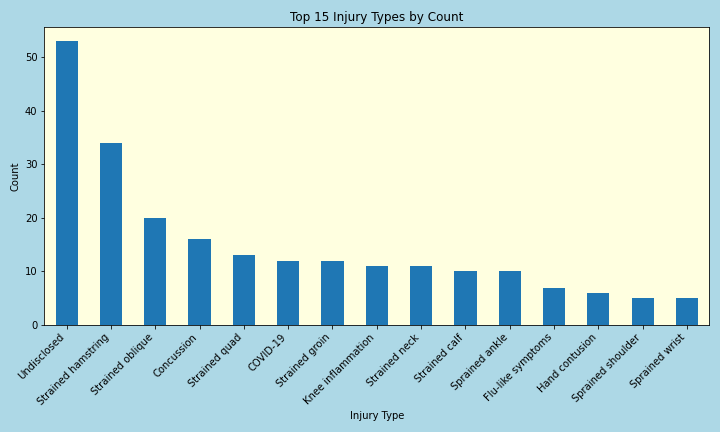 Top 15 Injury Types by Count
Count
50
40
30
20
10
0
Undisclosed
Strained hamstring
Strained oblique
Concussion
Strained quad
COVID-19
Strained groin
Knee inflammation
Strained neck
Strained calf
Sprained ankle
Flu-like symptoms
Hand contusion
Sprained shoulder
Sprained wrist
Injury Type